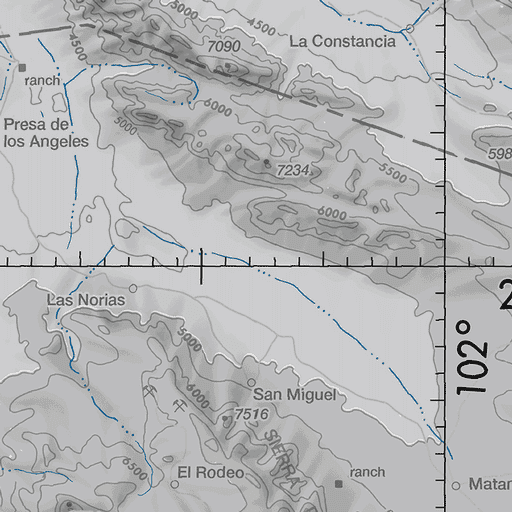 5000
4500
4500
7090
La Constancia
ranch
6000
5000
Presa de
los Angeles
7234
5500
598
6000
2
Las Norias
5000
102°
San Miguel
6000
7516
SIERRA
6500
El Rodeo
ranch
Matan